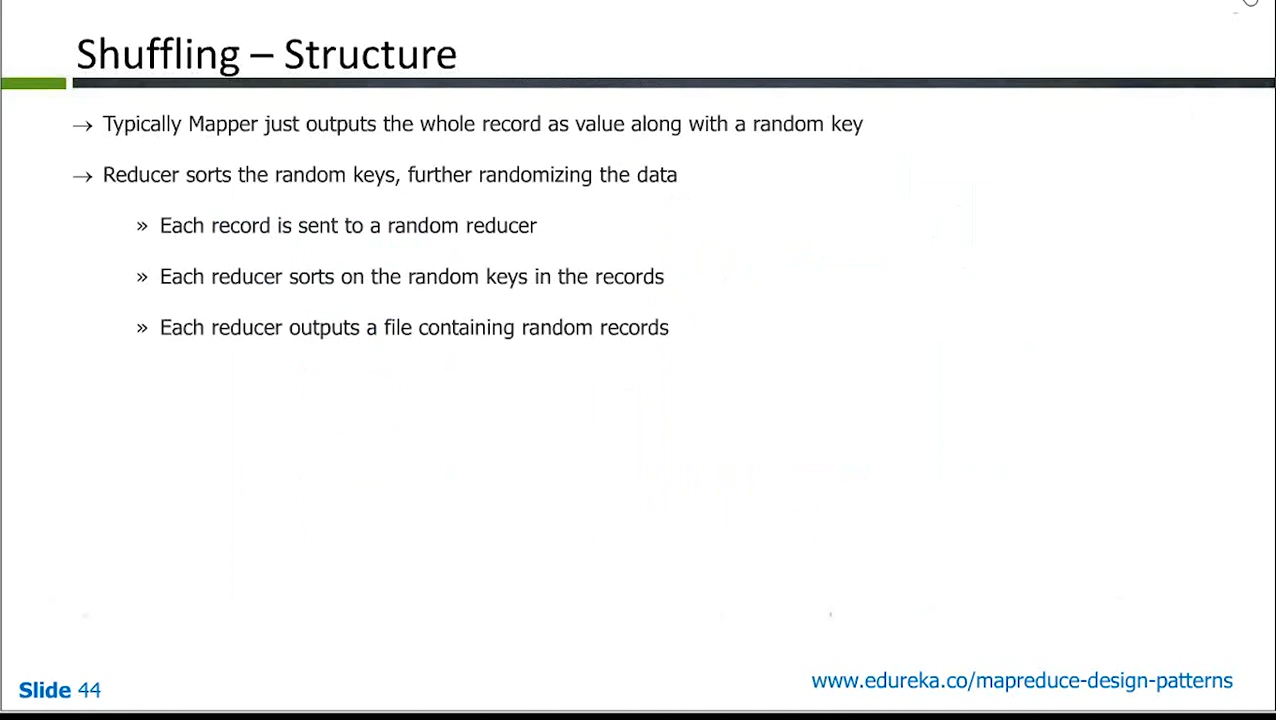 Shuffling – Structure
→ Typically Mapper just outputs the whole record as value along with a random key
→ Reducer sorts the random keys, further randomizing the data
» Each record is sent to a random reducer
» Each reducer sorts on the random keys in the records
» Each reducer outputs a file containing random records
Slide 44
www.edureka.co/mapreduce-design-patterns